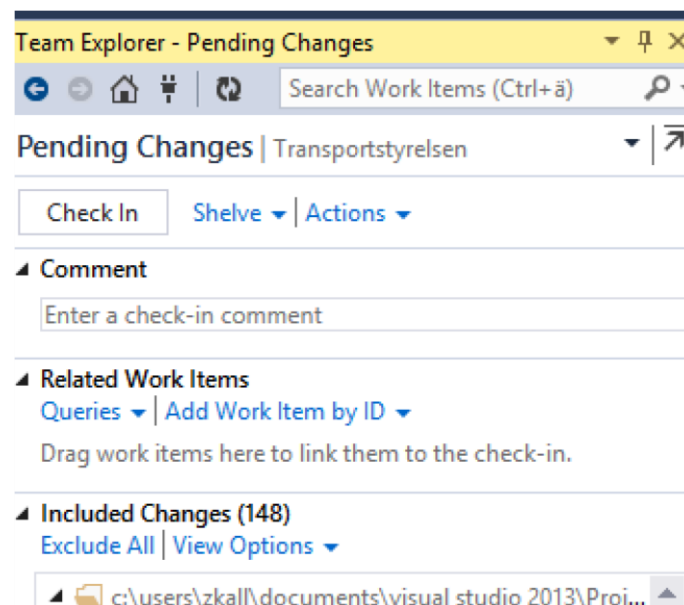 Team Explorer - Pending Changes
Search Work Items (Ctrl+ä)
Pending Changes | Transportstyrelsen
Check In Shelve Actions
Comment
Enter a check-in comment
Related Work Items
Queries Add Work Item by ID
Drag work items here to link them to the check-in.
Included Changes (148)
Exclude All View Options
c:\users\zkall\documents\visual studio 2013\Proj...